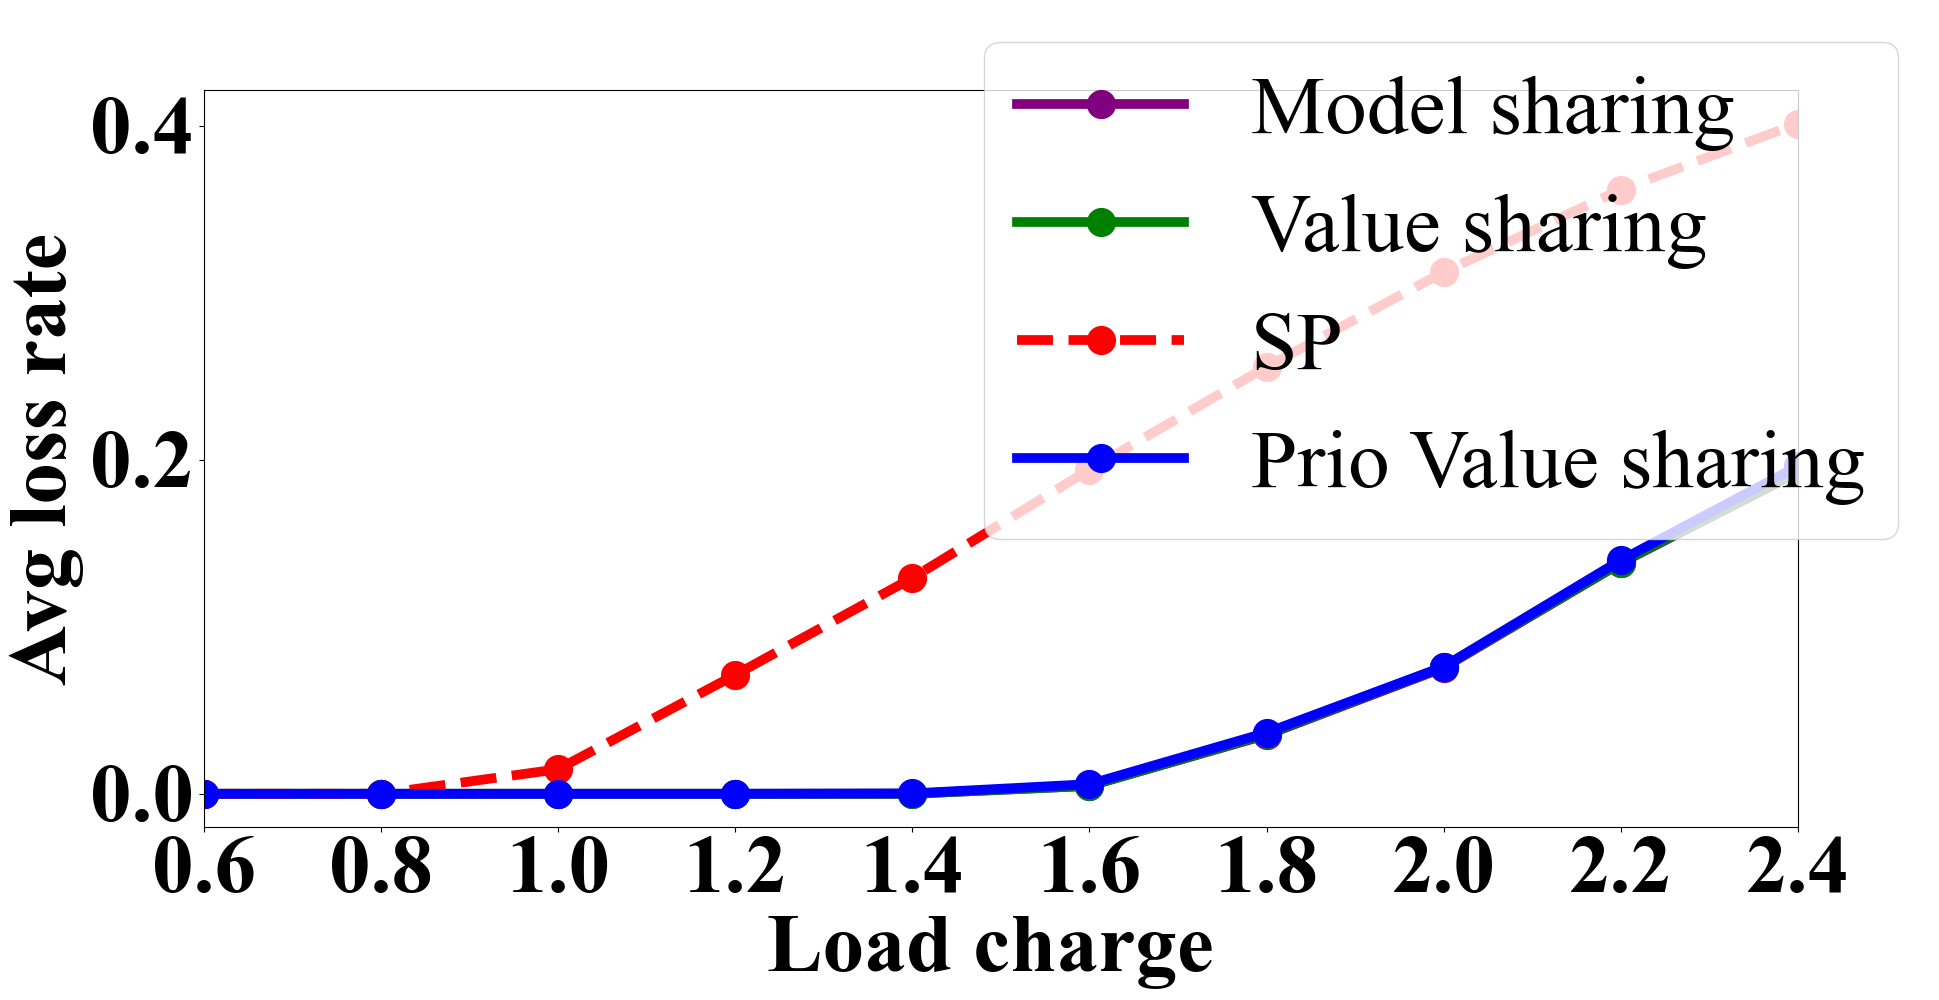 Model sharing
Value sharing
SP
Prio Value sharing
Avg loss rate
0.4
0.2
0.0
0.6 0.8 1.0 1.2 1.4 1.6 1.8 2.0 2.2 2.4
Load charge